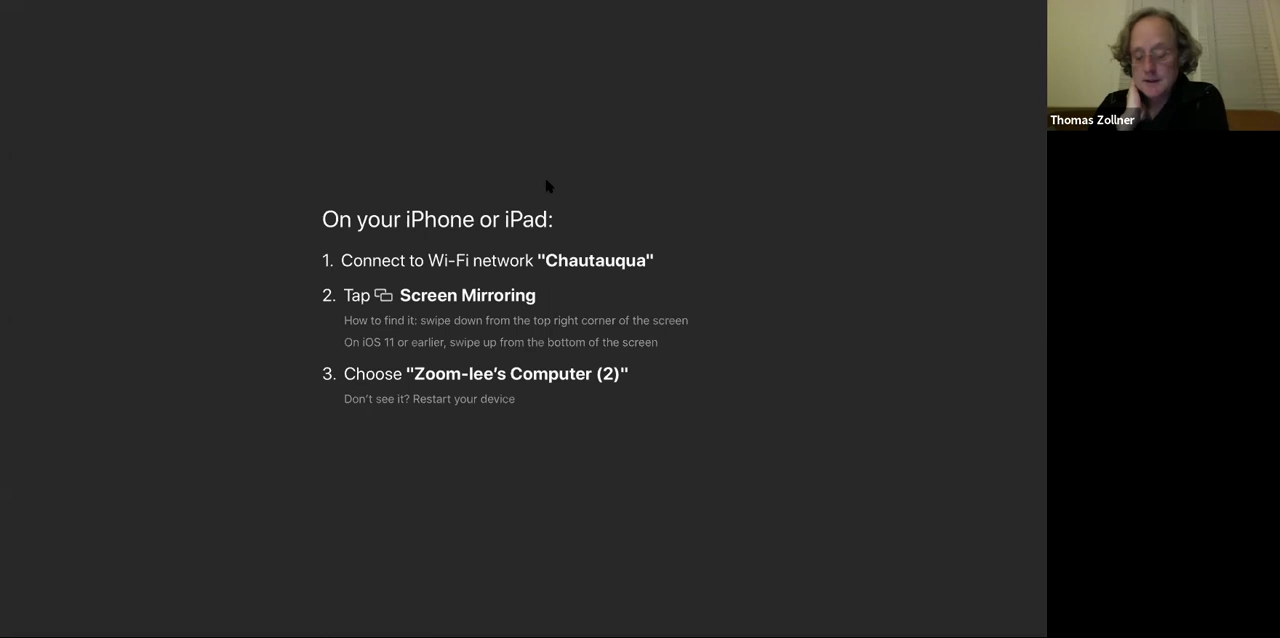 On your iPhone or iPad:
1. Connect to Wi-Fi network "Chautauqua"
2. Tap Screen Mirroring
How to find it: swipe down from the top right corner of the screen
On iOS 11 or earlier, swipe up from the bottom of the screen
3. Choose "Zoom-lee’s Computer (2)"
Don't see it? Restart your device
Thomas Zollner